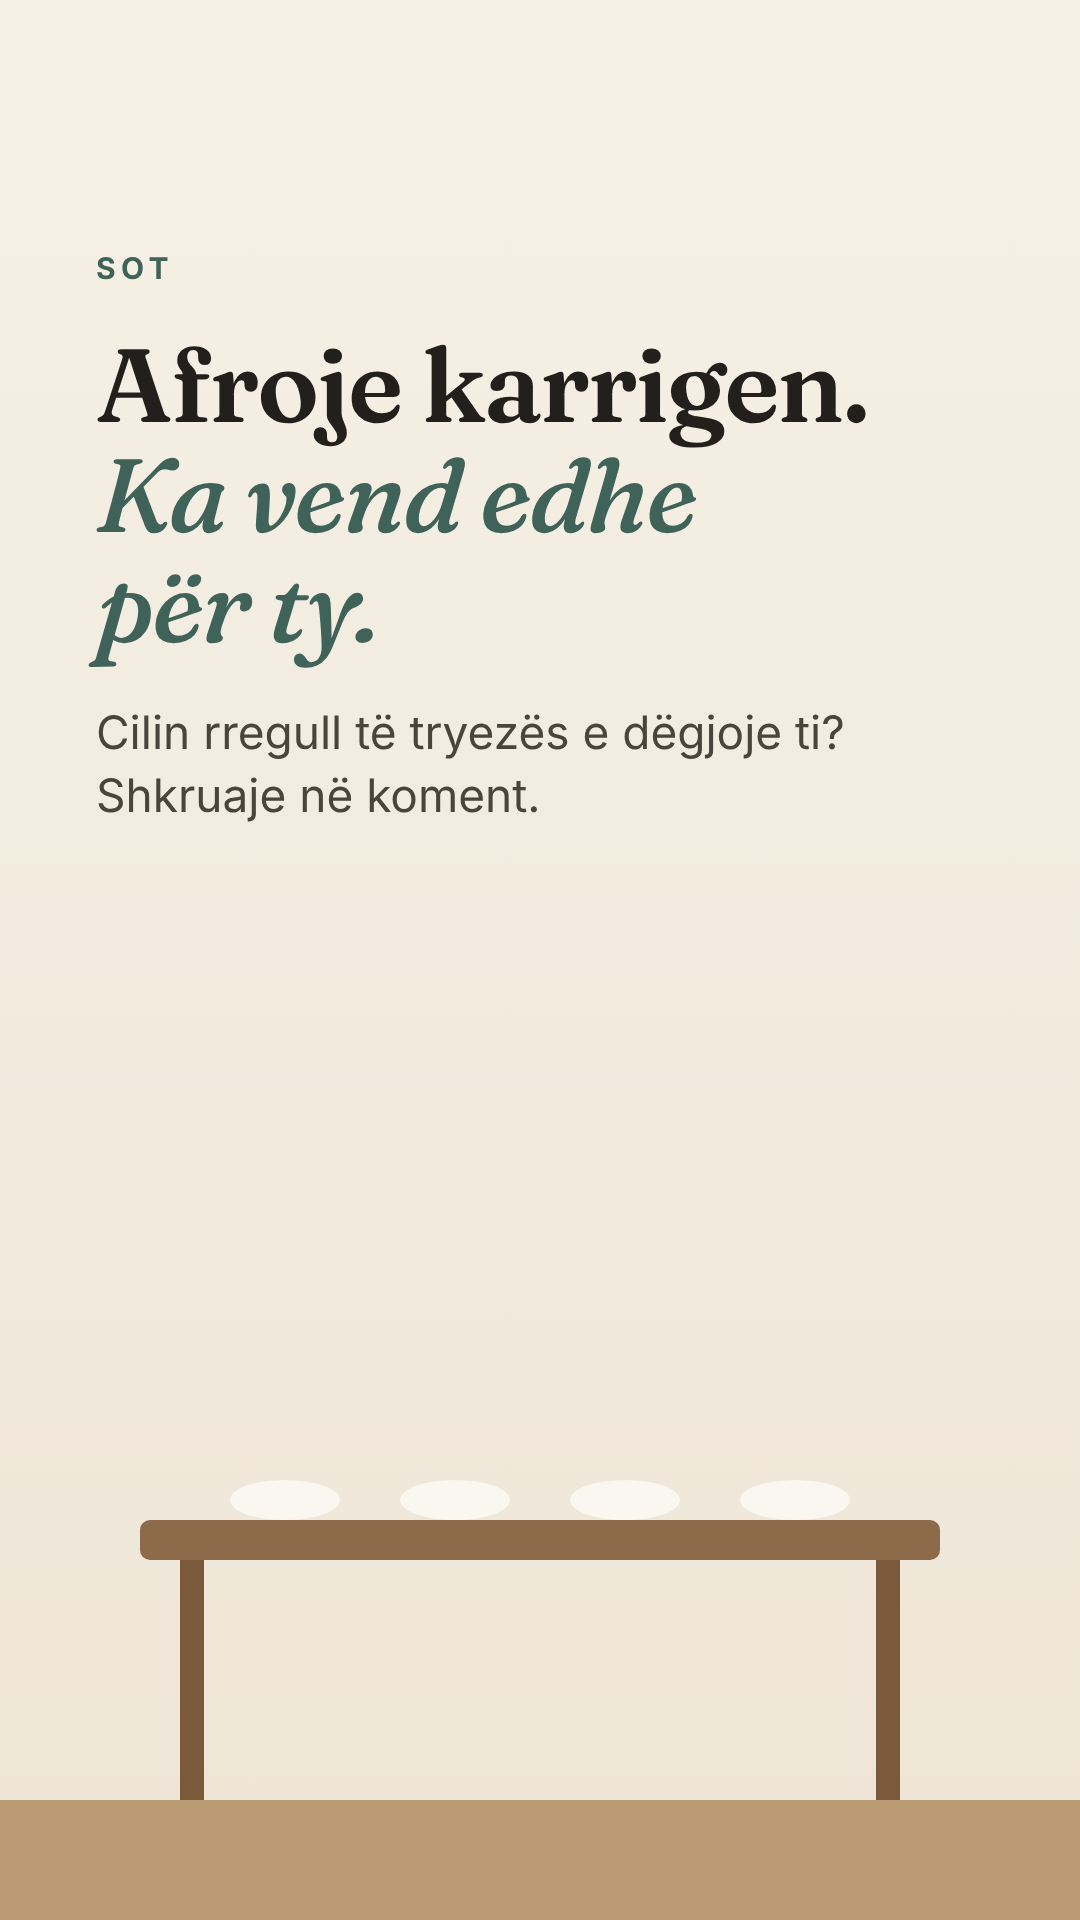 SOT
Afroje karrigen.
Ka vend edhe
për ty.
Cilin rregull të tryezës e dëgjoje ti?
Shkruaje në koment.